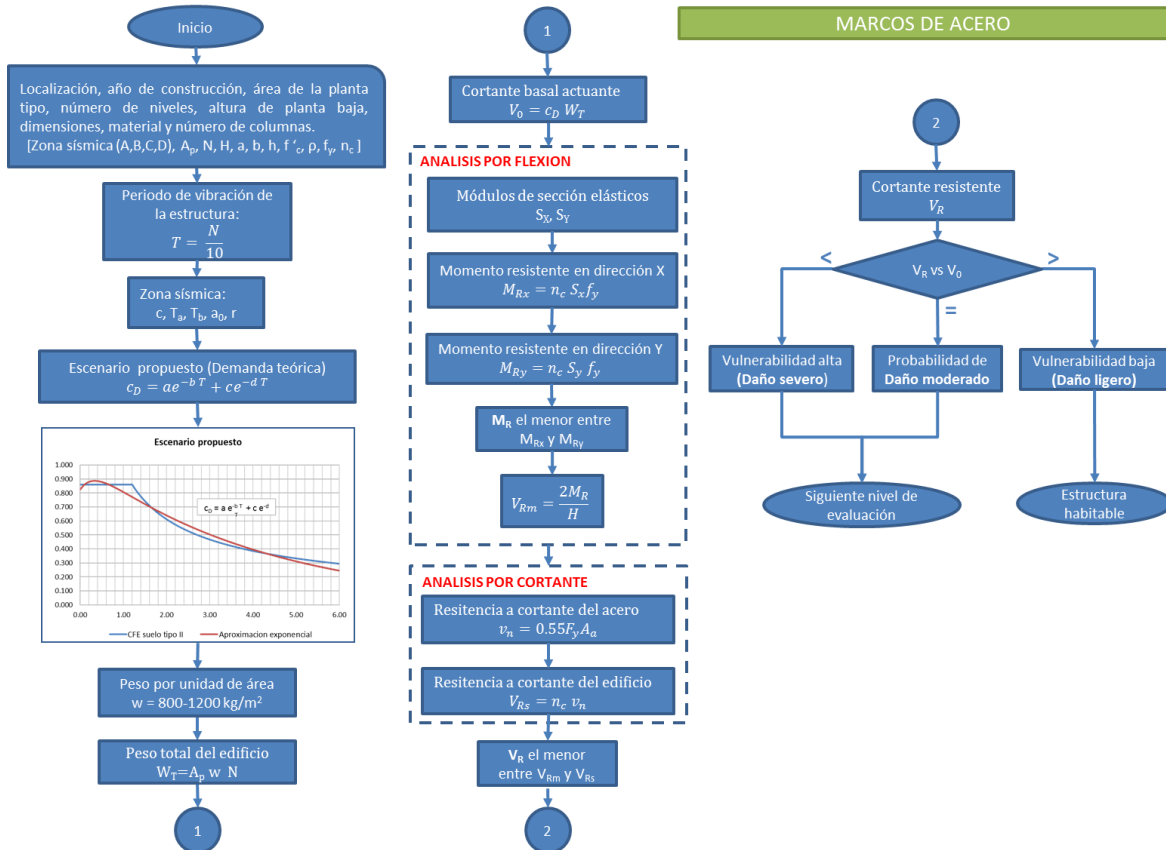 MARCOS DE ACERO
Inicio
Localización, año de construcción, área de la planta
tipo, número de niveles, altura de planta baja,
dimensiones, material y número de columnas.
[Zona sísmica (A,B,C,D), Aₚ, N, H, a, b, h, f ‘c, ρ, fy, nc ]
Periodo de vibración de
la estructura:
T = N/10
Zona sísmica:
c, Ta, Tb, a0, r
Escenario propuesto (Demanda teórica)
cD = ae^(−b T) + ce^(−d T)
Escenario propuesto
1.000
0.900
0.800
0.700
0.600
0.500
0.400
0.300
0.200
0.100
0.000
cD = a e^(-b T) + c e^(-d
T
0.00 1.00 2.00 3.00 4.00 5.00 6.00
CFE suelo tipo II Aproximacion exponencial
Peso por unidad de área
w = 800-1200 kg/m²
Peso total del edificio
WT=Ap w N
1
1
Cortante basal actuante
V0 = cD WT
ANALISIS POR FLEXION
Módulos de sección elásticos
SX, SY
Momento resistente en dirección X
MRx = nc Sx fy
Momento resistente en dirección Y
MRy = nc Sy fy
MR el menor entre
MRx y MRy
VRm = 2MR/H
ANALISIS POR CORTANTE
Resitencia a cortante del acero
vn = 0.55FyAa
Resitencia a cortante del edificio
VRs = nc vn
VR el menor
entre VRm y VRs
2
2
Cortante resistente
VR
VR vs V0
<
>
=
Vulnerabilidad alta
(Daño severo)
Probabilidad de
Daño moderado
Vulnerabilidad baja
(Daño ligero)
Siguiente nivel de
evaluación
Estructura
habitable